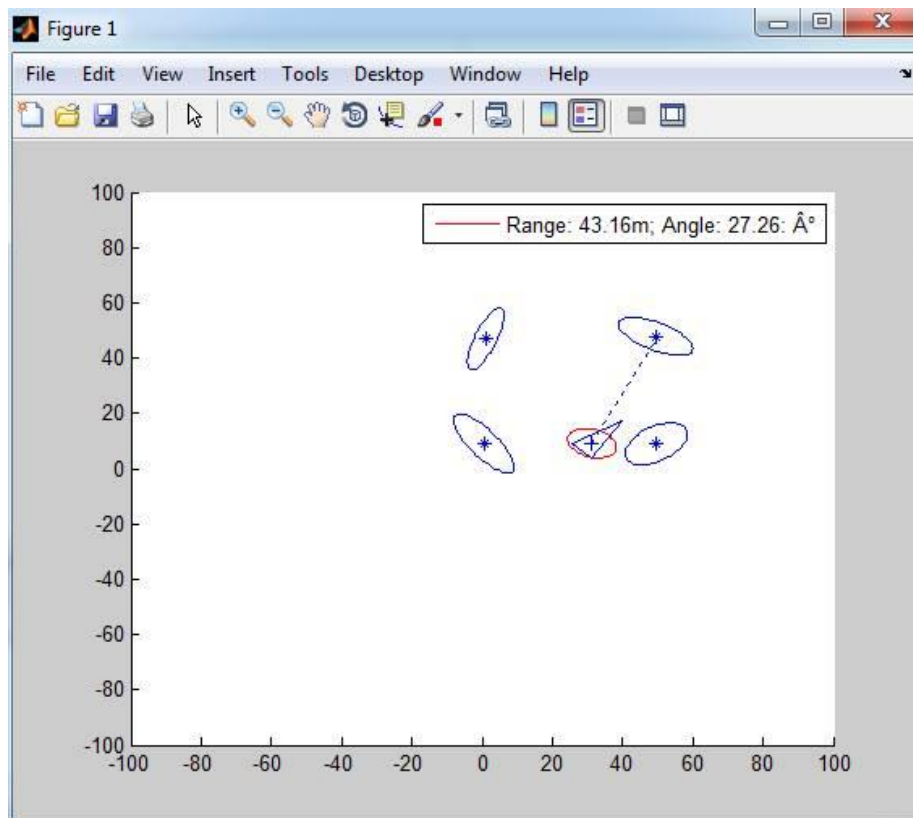 Figure 1
File Edit View Insert Tools Desktop Window Help
100
Range: 43.16m; Angle: 27.26: Â°
80
60
40
20
0
-20
-40
-60
-80
-100
-100 -80 -60 -40 -20 0 20 40 60 80 100